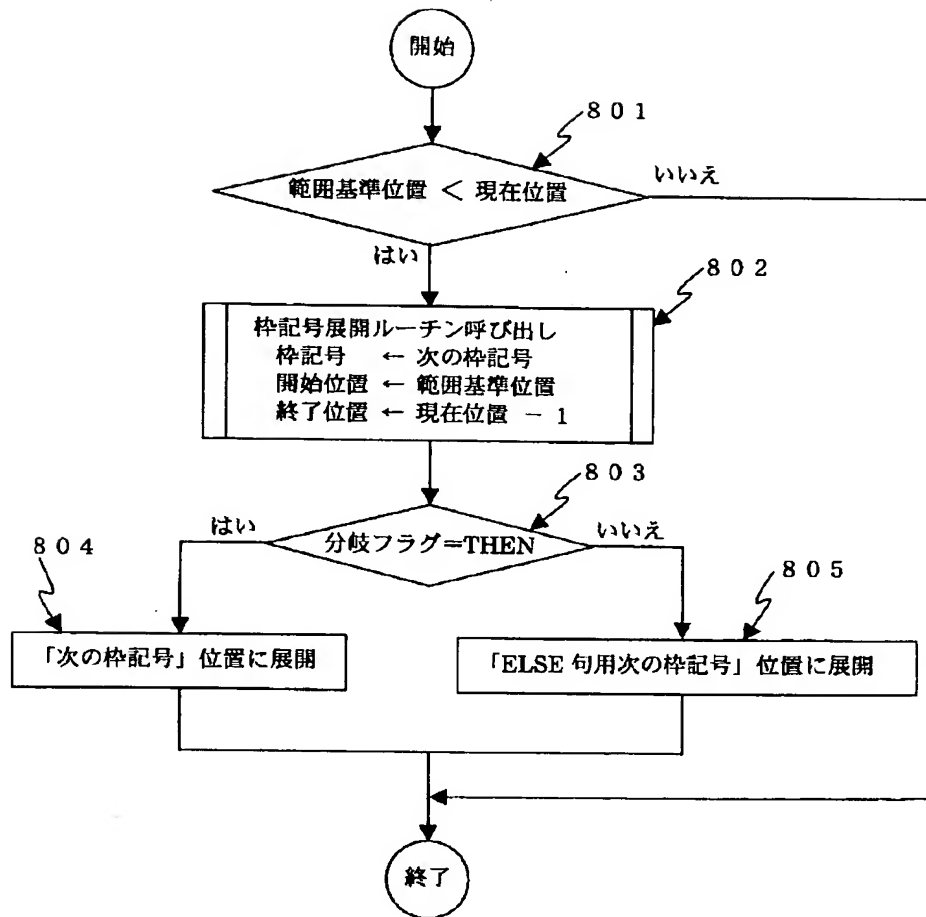 開始
801
範囲基準位置 < 現在位置
いいえ
はい
802
枠記号展開ルーチン呼び出し
枠記号 ← 次の枠記号
開始位置 ← 範囲基準位置
終了位置 ← 現在位置 - 1
803
はい
分岐フラグ=THEN
いいえ
804
805
「次の枠記号」位置に展開
「ELSE 句用次の枠記号」位置に展開
終了